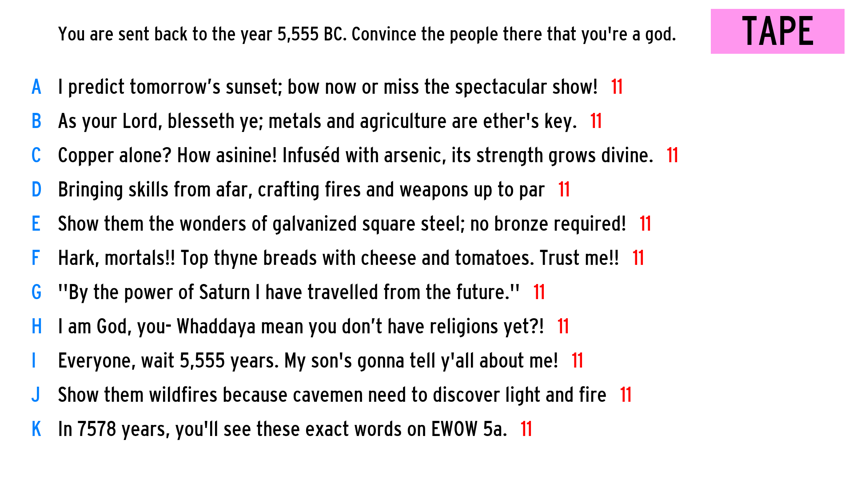 You are sent back to the year 5,555 BC. Convince the people there that you're a god.
TAPE
A I predict tomorrow’s sunset; bow now or miss the spectacular show! 11
B As your Lord, blesseth ye; metals and agriculture are ether's key. 11
C Copper alone? How asinine! Infuséd with arsenic, its strength grows divine. 11
D Bringing skills from afar, crafting fires and weapons up to par 11
E Show them the wonders of galvanized square steel; no bronze required! 11
F Hark, mortals!! Top thyne breads with cheese and tomatoes. Trust me!! 11
G "By the power of Saturn I have travelled from the future." 11
H I am God, you- Whaddaya mean you don’t have religions yet?! 11
I Everyone, wait 5,555 years. My son's gonna tell y'all about me! 11
J Show them wildfires because cavemen need to discover light and fire 11
K In 7578 years, you'll see these exact words on EWOW 5a. 11